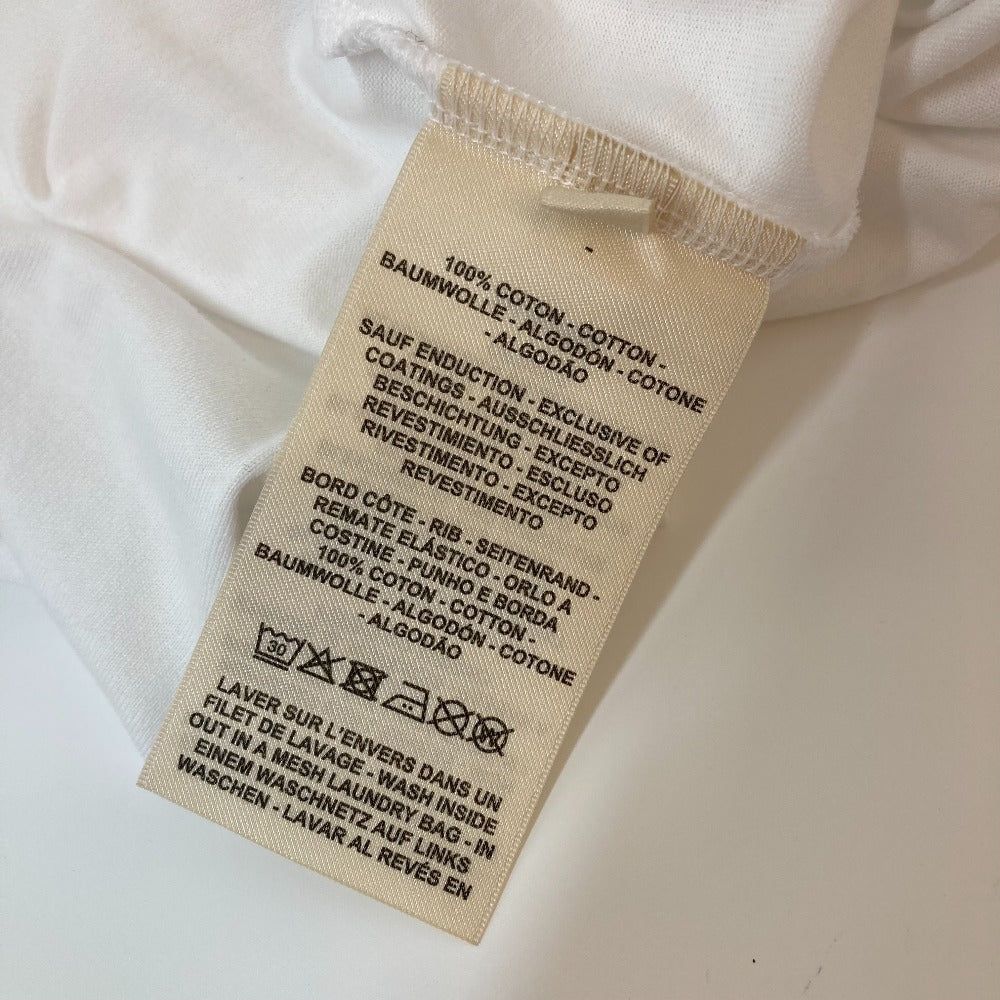 100% COTON - COTTON -
BAUMWOLLE - ALGODÓN - COTONE
- ALGODÃO
SAUF ENDUCTION - EXCLUSIVE OF
COATINGS - AUSSCHLIESSLICH
BESCHICHTUNG - EXCEPTO
REVESTIMIENTO - ESCLUSO
RIVESTIMENTO - EXCEPTO
REVESTIMENTO
BORD CÔTE - RIB - SEITENRAND -
REMATE ELÁSTICO - ORLO A
COSTINE - PUNHO E BORDA
100% COTON - COTTON -
BAUMWOLLE - ALGODÓN - COTONE
- ALGODÃO
30 W
LAVER SUR L'ENVERS DANS UN
FILET DE LAVAGE - WASH INSIDE
OUT IN A MESH LAUNDRY BAG - IN
EINEM WASCHNETZ AUF LINKS
WASCHEN - LAVAR AL REVÉS EN